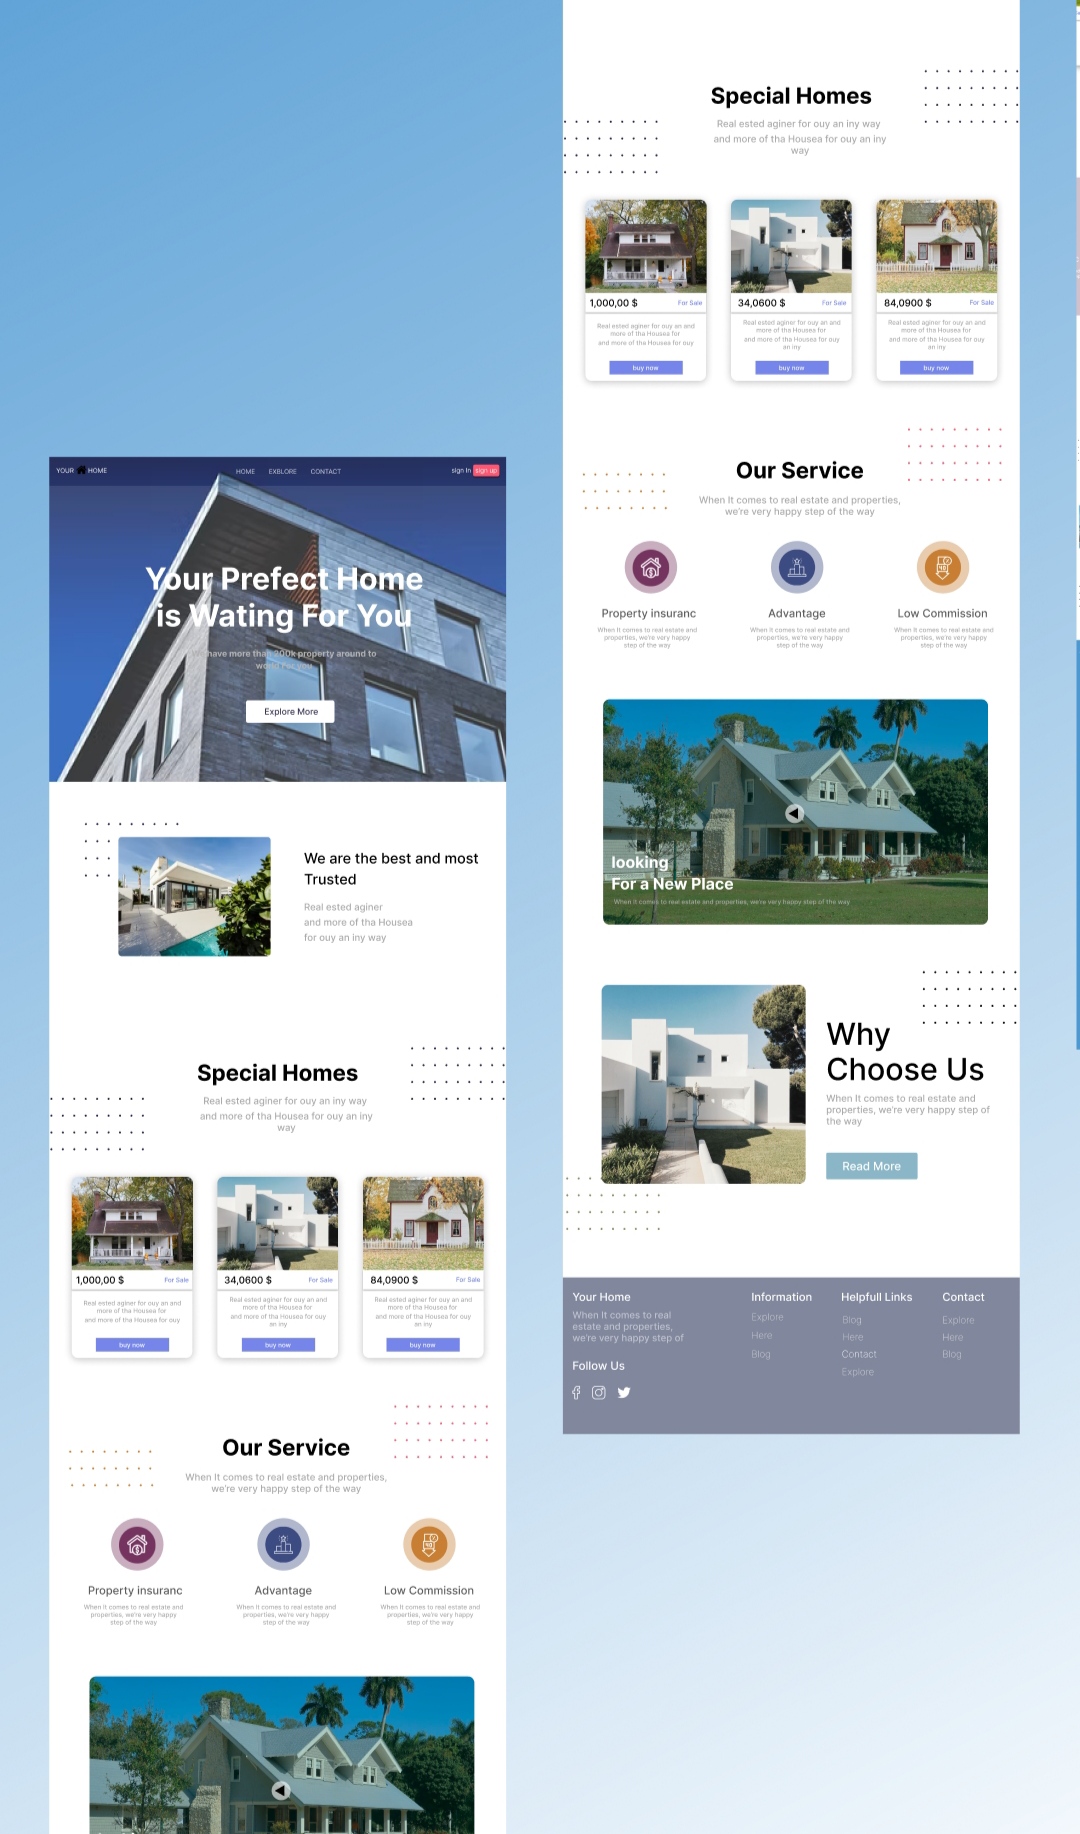 YOUR HOME
HOME EXBLORE CONTACT
sign In sign up
Your Prefect Home
is Wating For You
have more than 200k property around to
world For you
Explore More
We are the best and most
Trusted
Real ested aginer
and more of tha Housea
for ouy an iny way
Special Homes
Real ested aginer for ouy an iny way
and more of tha Housea for ouy an iny
way
1,000,00 $ For Sale
Real ested aginer for ouy an and
more of tha Housea for
and more of tha Housea for ouy
buy now
34,0600 $ For Sale
Real ested aginer for ouy an and
more of tha Housea for
and more of tha Housea for ouy
an iny
buy now
84,0900 $ For Sale
Real ested aginer for ouy an and
more of tha Housea for
and more of tha Housea for ouy
an iny
buy now
Our Service
When It comes to real estate and properties,
we're very happy step of the way
Property insuranc
When It comes to real estate and
properties, we're very happy
step of the way
Advantage
When It comes to real estate and
properties, we're very happy
step of the way
Low Commission
When It comes to real estate and
properties, we're very happy
step of the way
Special Homes
Real ested aginer for ouy an iny way
and more of tha Housea for ouy an iny
way
1,000,00 $ For Sale
Real ested aginer for ouy an and
more of tha Housea for
and more of tha Housea for ouy
buy now
34,0600 $ For Sale
Real ested aginer for ouy an and
more of tha Housea for
and more of tha Housea for ouy
an iny
buy now
84,0900 $ For Sale
Real ested aginer for ouy an and
more of tha Housea for
and more of tha Housea for ouy
an iny
buy now
Our Service
When It comes to real estate and properties,
we're very happy step of the way
Property insuranc
When It comes to real estate and
properties, we're very happy
step of the way
Advantage
When It comes to real estate and
properties, we're very happy
step of the way
Low Commission
When It comes to real estate and
properties, we're very happy
step of the way
looking
For a New Place
When It comes to real estate and properties, we're very happy step of the way
Why
Choose Us
When It comes to real estate and
properties, we're very happy step of
the way
Read More
Your Home
When It comes to real
estate and properties,
we're very happy step of
Follow Us
Information
Explore
Here
Blog
Helpfull Links
Blog
Here
Contact
Explore
Contact
Explore
Here
Blog